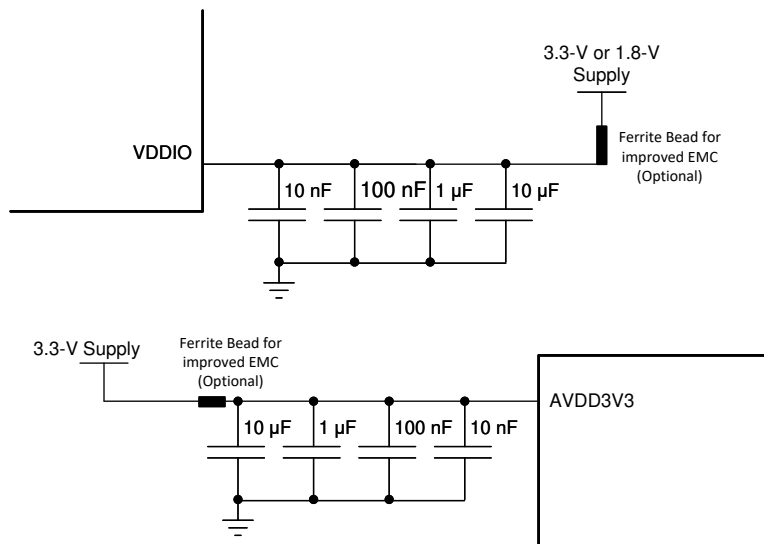 3.3-V or 1.8-V
Supply
Ferrite Bead for
improved EMC
(Optional)
VDDIO
10 nF
100 nF
1 µF
10 µF
3.3-V Supply
Ferrite Bead for
improved EMC
(Optional)
AVDD3V3
10 µF
1 µF
100 nF
10 nF